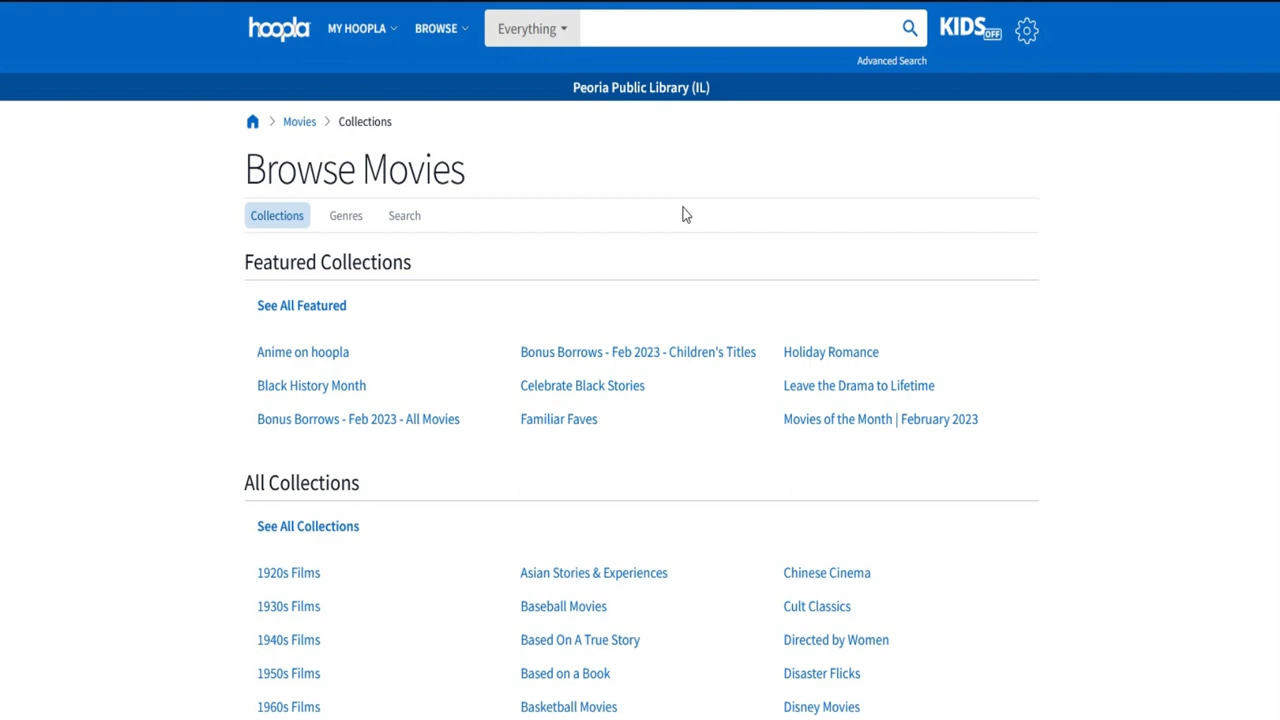 hoopla MY HOOPLA BROWSE Everything KIDS OFF
Advanced Search
Peoria Public Library (IL)
Movies Collections
Browse Movies
Collections Genres Search
Featured Collections
See All Featured
Anime on hoopla Bonus Borrows - Feb 2023 - Children's Titles Holiday Romance
Black History Month Celebrate Black Stories Leave the Drama to Lifetime
Bonus Borrows - Feb 2023 - All Movies Familiar Faves Movies of the Month | February 2023
All Collections
See All Collections
1920s Films Asian Stories & Experiences Chinese Cinema
1930s Films Baseball Movies Cult Classics
1940s Films Based On A True Story Directed by Women
1950s Films Based on a Book Disaster Flicks
1960s Films Basketball Movies Disney Movies